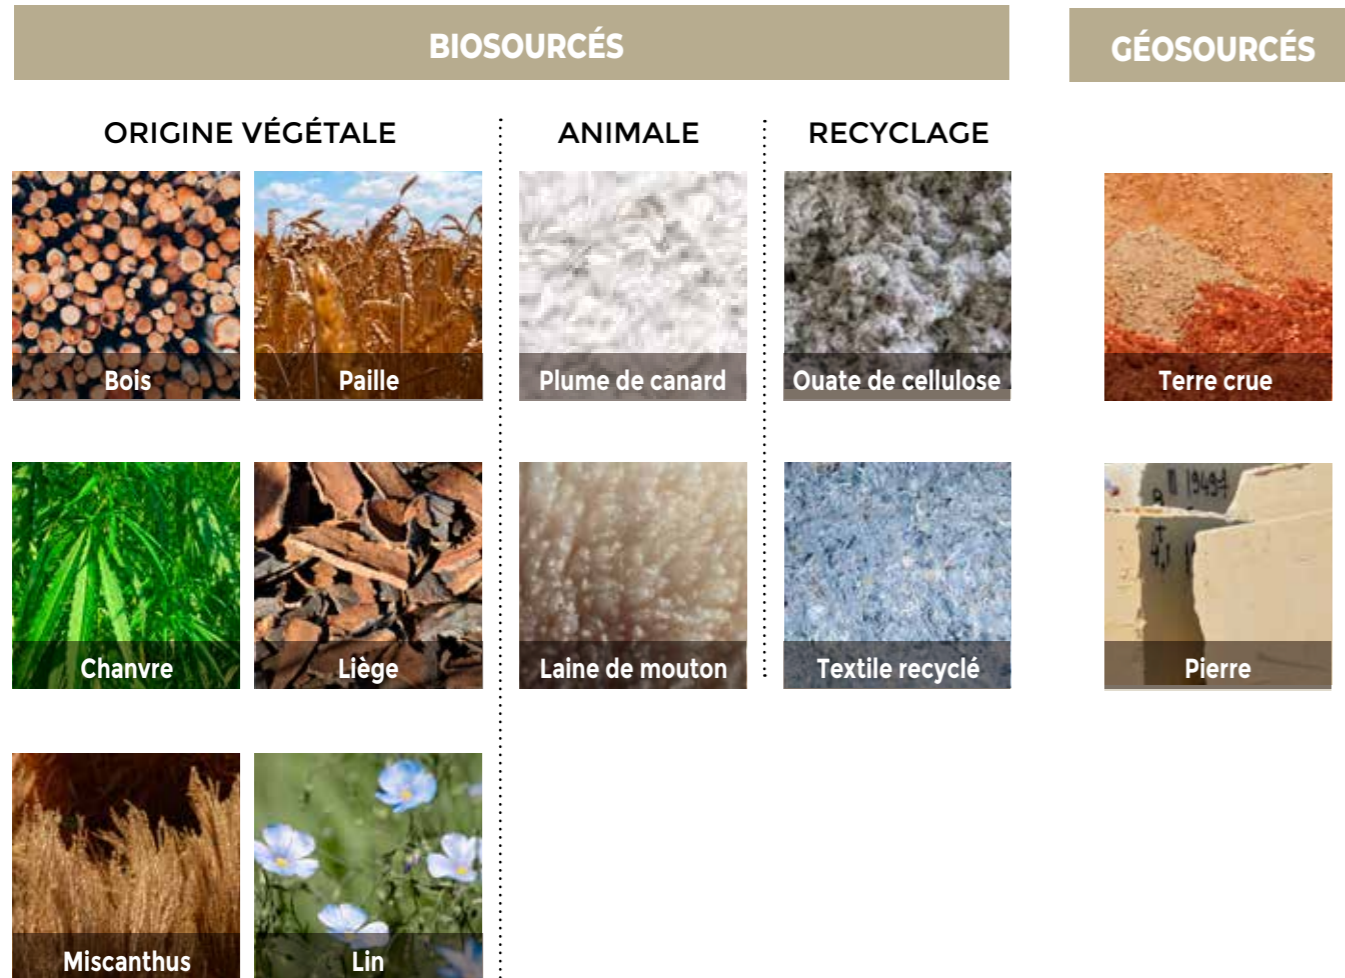 BIOSOURCÉS
GÉOSOURCÉS
ORIGINE VÉGÉTALE
ANIMALE
RECYCLAGE
Bois
Paille
Plume de canard
Ouate de cellulose
Terre crue
Chanvre
Liège
Laine de mouton
Textile recyclé
Pierre
Miscanthus
Lin